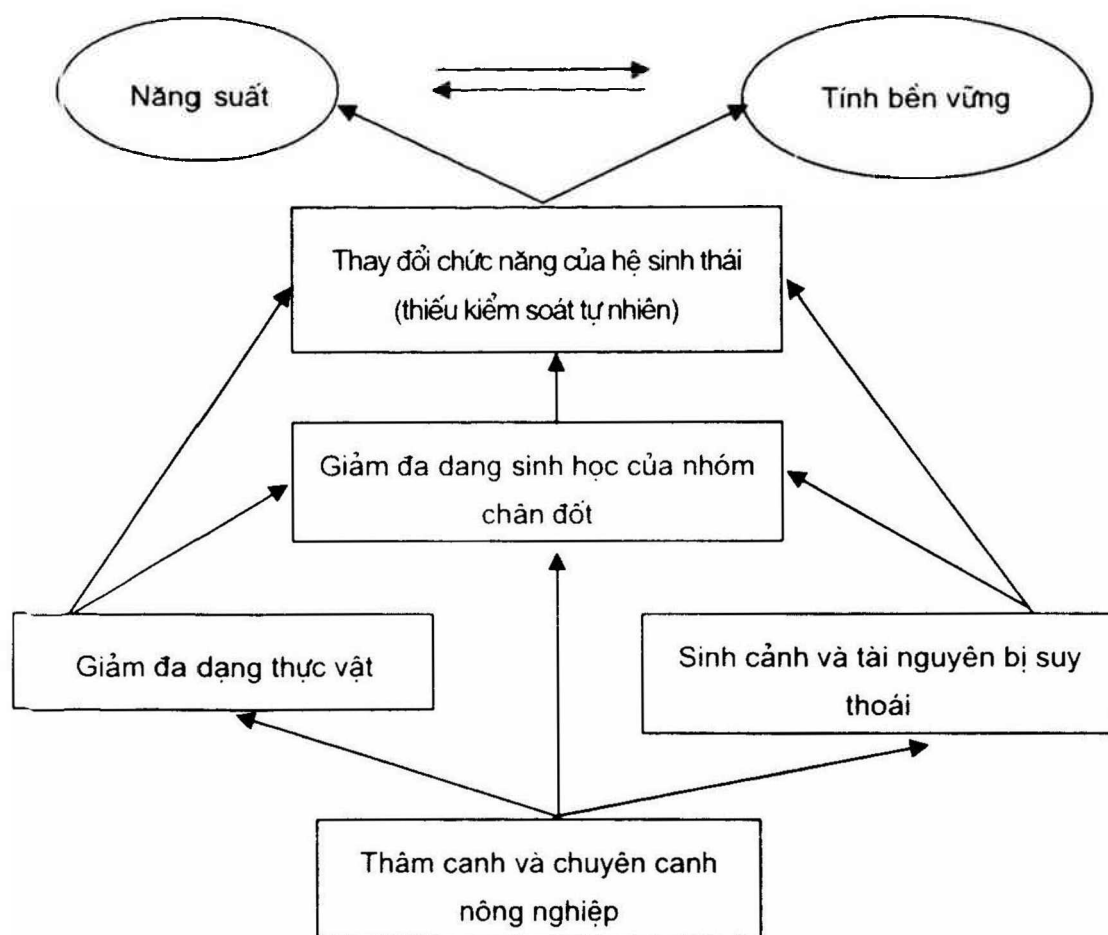 Năng suất
Tính bền vững
Thay đổi chức năng của hệ sinh thái
(thiếu kiểm soát tự nhiên)
Giảm đa dang sinh học của nhóm
chân đốt
Giảm đa dạng thực vật
Sinh cảnh và tài nguyên bị suy
thoái
Thâm canh và chuyên canh
nông nghiệp